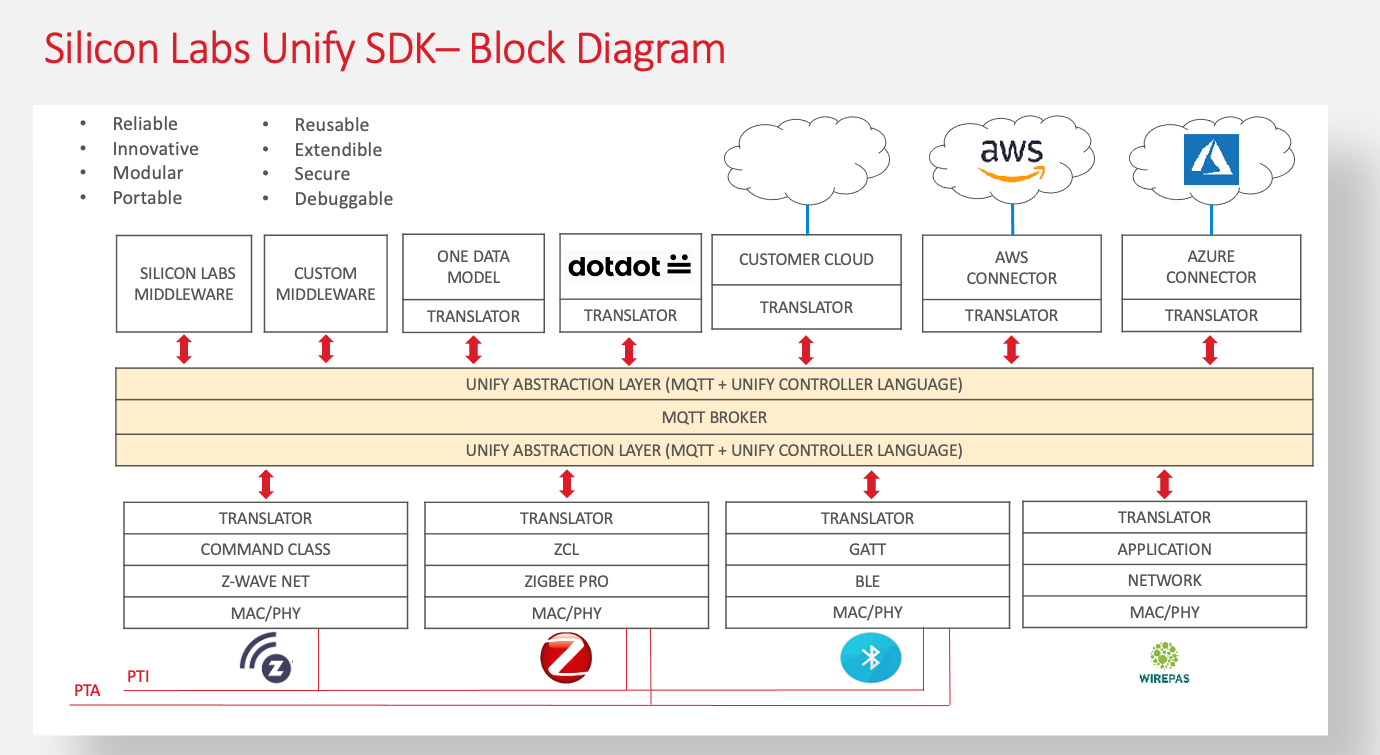 Silicon Labs Unify SDK– Block Diagram
• Reliable
• Innovative
• Modular
• Portable
• Reusable
• Extendible
• Secure
• Debuggable
aws
SILICON LABS
MIDDLEWARE
CUSTOM
MIDDLEWARE
ONE DATA
MODEL
TRANSLATOR
dotdot
TRANSLATOR
CUSTOMER CLOUD
TRANSLATOR
AWS
CONNECTOR
TRANSLATOR
AZURE
CONNECTOR
TRANSLATOR
UNIFY ABSTRACTION LAYER (MQTT + UNIFY CONTROLLER LANGUAGE)
MQTT BROKER
UNIFY ABSTRACTION LAYER (MQTT + UNIFY CONTROLLER LANGUAGE)
TRANSLATOR
COMMAND CLASS
Z-WAVE NET
MAC/PHY
TRANSLATOR
ZCL
ZIGBEE PRO
MAC/PHY
TRANSLATOR
GATT
BLE
MAC/PHY
TRANSLATOR
APPLICATION
NETWORK
MAC/PHY
WIREPAS
PTI
PTA